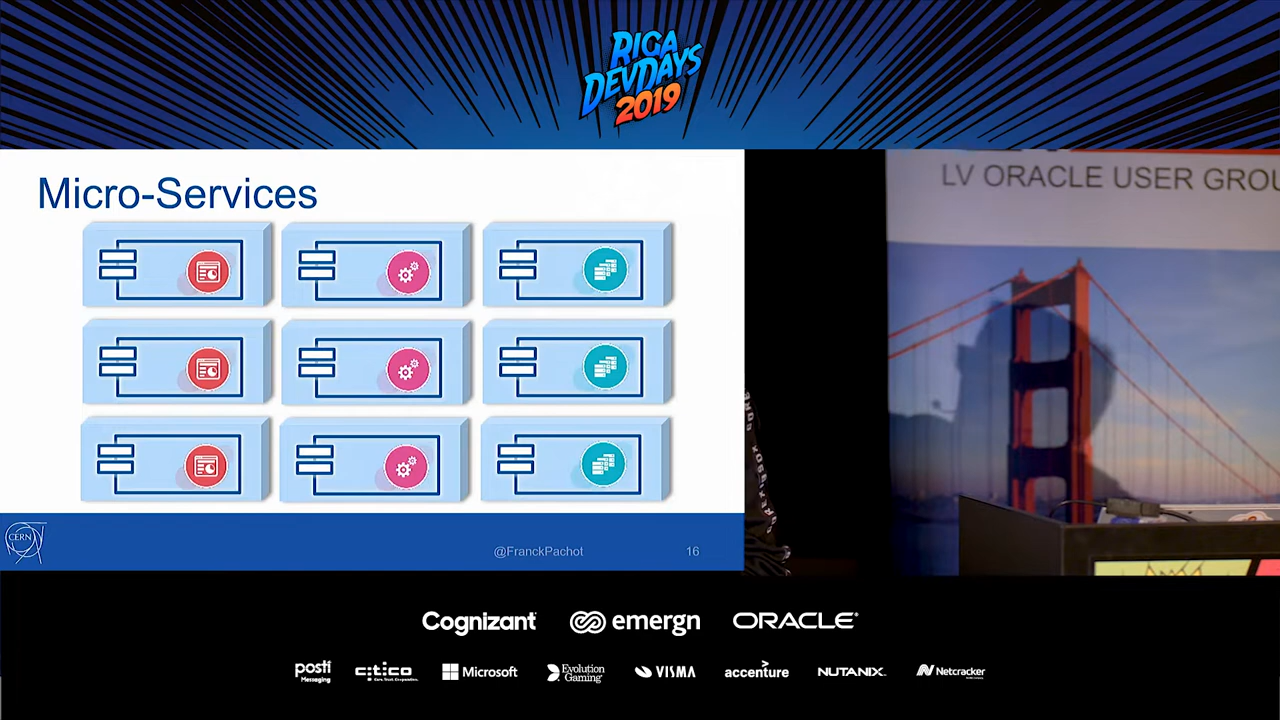 RIGA
DEVDAYS
2019
Micro-Services
LV ORACLE USER GROU
CERN
@FranckPachot
16
Cognizant
emergn
ORACLE
posti
Messaging
citico
Microsoft
Evolution
Gaming
VISMA
accenture
NUTANIX
Netcracker